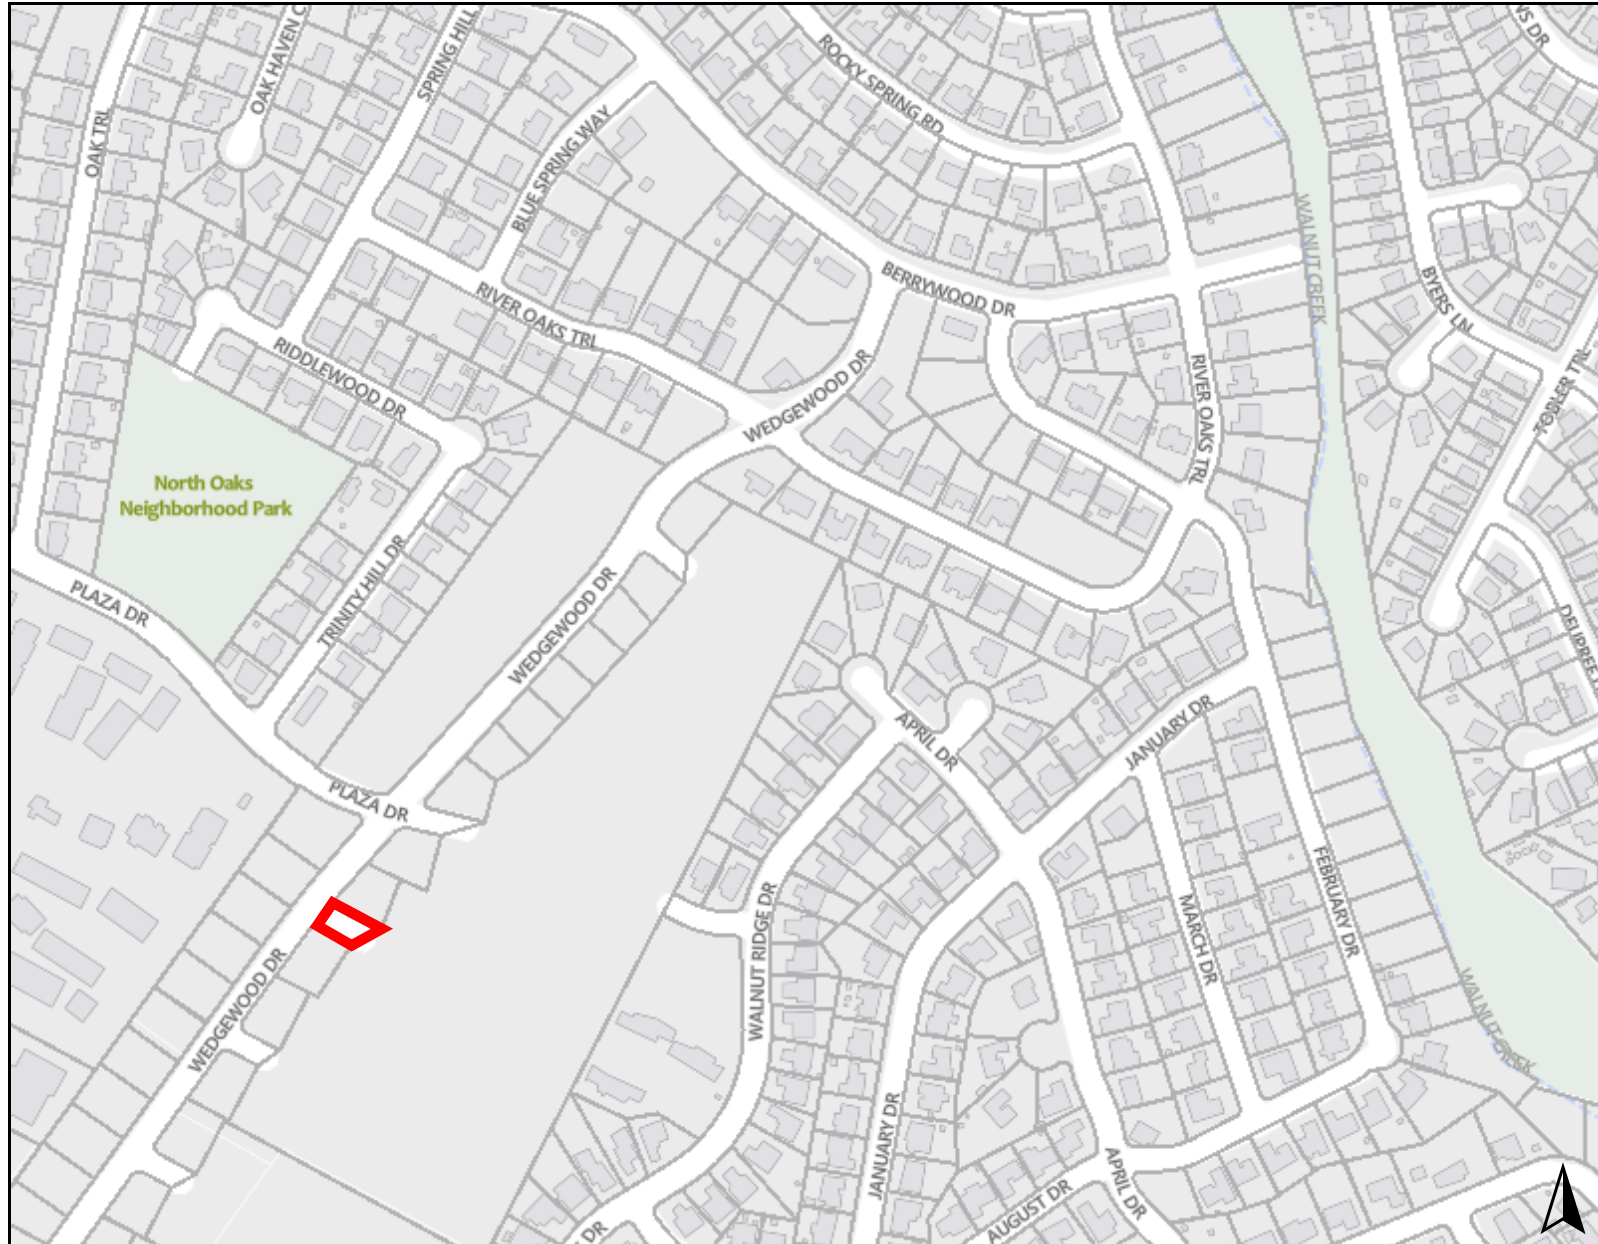 OAK HAVEN C
SPRING HILL
NS DR
ROCKY SPRING RD
OAK TRL
BLUE SPRING WAY
WALNUT CREEK
BERRYWOOD DR
BYERS LN
RIVER OAKS TRL
RIDDLEWOOD DR
WEDGEWOOD DR
RIVER OAKS TRL
TOBLER TRL
North Oaks
Neighborhood Park
PLAZA DR
TRINITY HILL DR
WEDGEWOOD DR
DEUPREE
APRIL DR
JANUARY DR
PLAZA DR
FEBRUARY DR
WALNUT RIDGE DR
MARCH DR
WEDGEWOOD DR
WALNUT CREEK
JANUARY DR
APRIL DR
AUGUST DR
DR